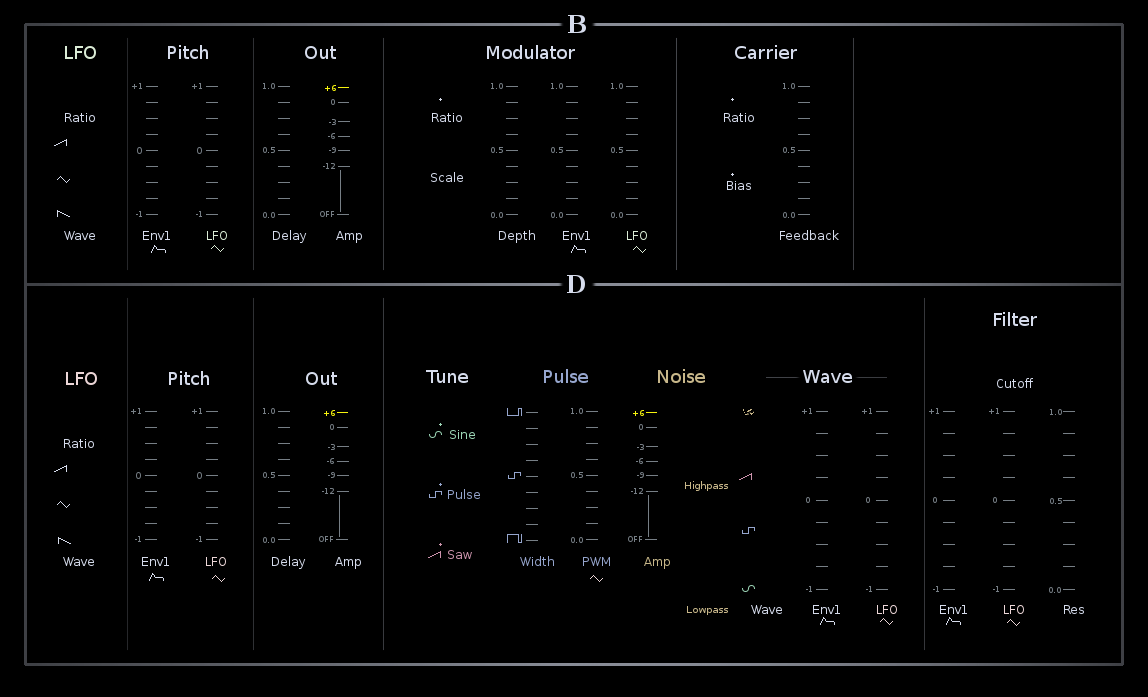 B
LFO Pitch Out Modulator Carrier
+1 +1 1.0 +6 1.0 1.0 1.0 1.0
0
Ratio -3 Ratio Ratio
-6
0 0 0.5 -9 0.5 0.5 0.5 0.5
-12
Scale
Bias
-1 -1 0.0 OFF 0.0 0.0 0.0 0.0
Wave Env1 LFO Delay Amp Depth Env1 LFO Feedback
D
Filter
LFO Pitch Out Tune Pulse Noise Wave
Cutoff
+1 +1 1.0 +6 1.0 +6 +1 +1 +1 +1 1.0
0 0
Sine
Ratio -3 -3
-6 -6
0 0 0.5 -9 0.5 -9
Highpass
-12 Pulse -12
0 0 0 0 0.5
-1 -1 0.0 OFF 0.0 OFF
Saw
Wave Env1 LFO Delay Amp Width PWM Amp
-1 -1 -1 -1 0.0
Lowpass Wave Env1 LFO Env1 LFO Res